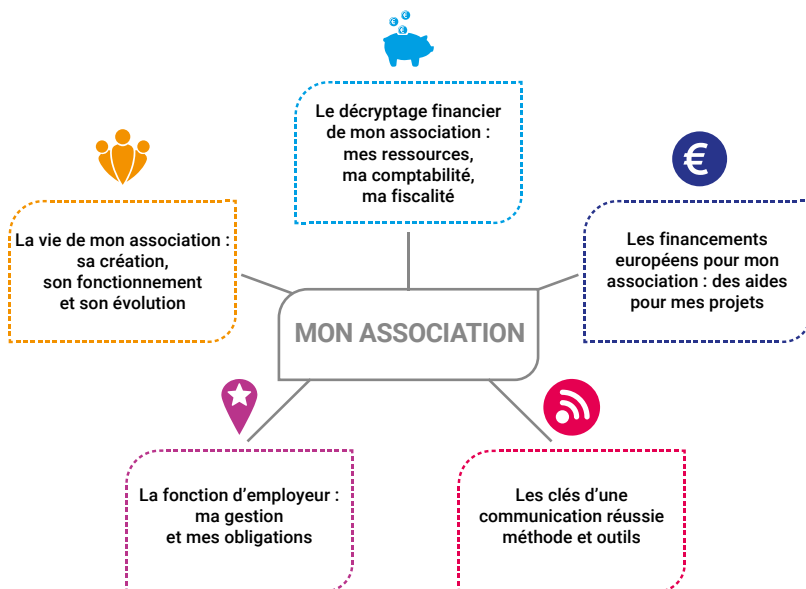 Le décryptage financier
de mon association :
mes ressources,
ma comptabilité,
ma fiscalité
La vie de mon association :
sa création,
son fonctionnement
et son évolution
Les financements
européens pour mon
association : des aides
pour mes projets
MON ASSOCIATION
La fonction d’employeur :
ma gestion
et mes obligations
Les clés d’une
communication réussie
méthode et outils